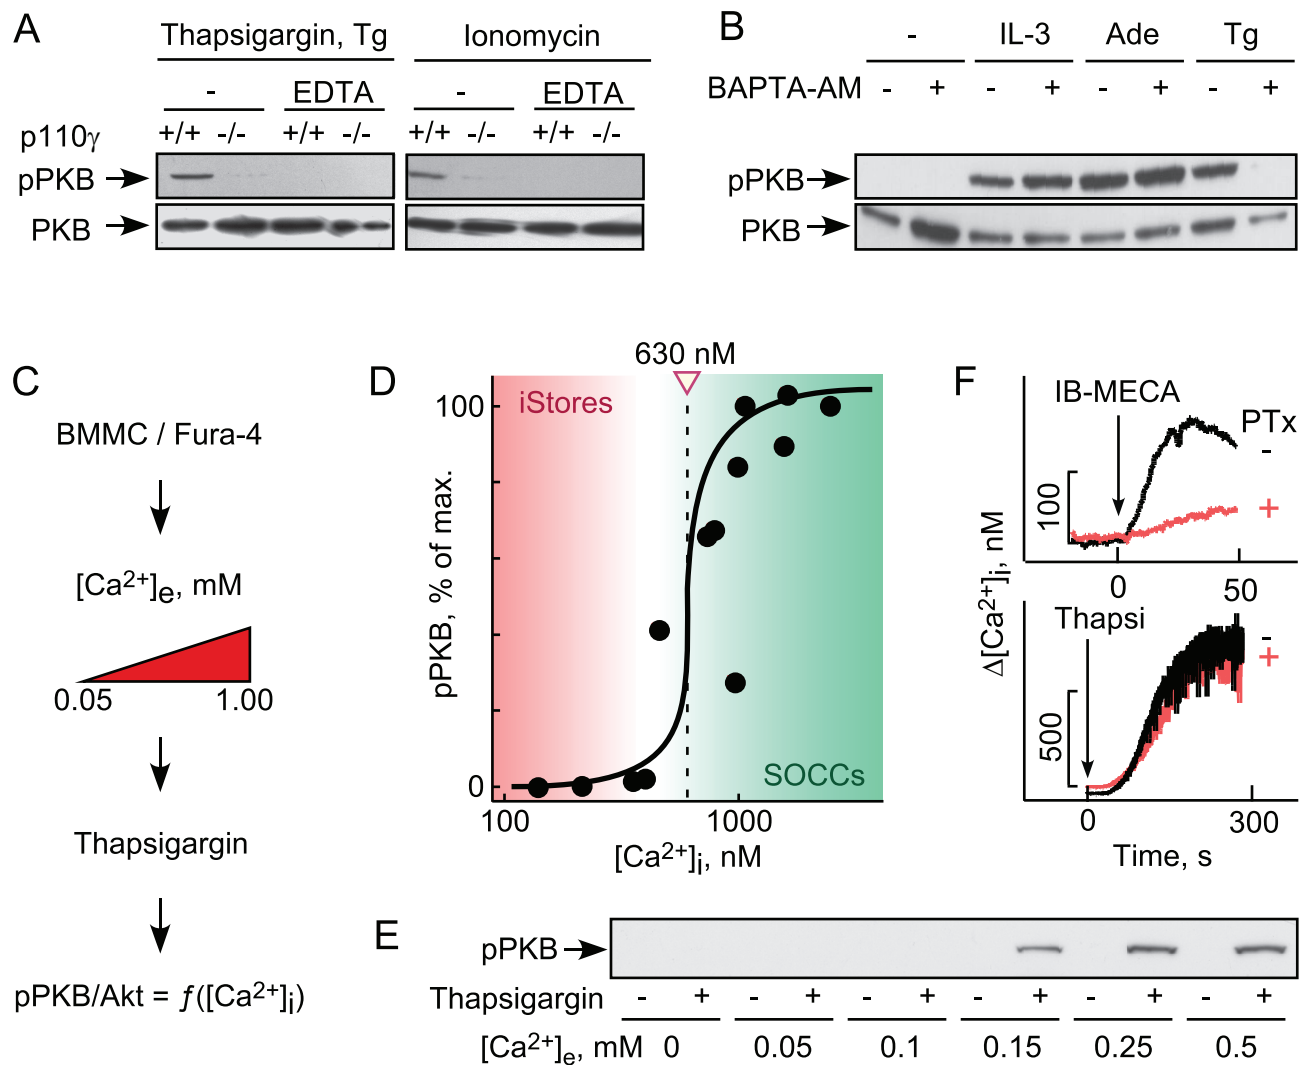 A
Thapsigargin, Tg
Ionomycin
- EDTA - EDTA
p110γ +/+ -/- +/+ -/- +/+ -/- +/+ -/-
pPKB
PKB
B
- IL-3 Ade Tg
BAPTA-AM - + - + - + - +
pPKB
PKB
C
BMMC / Fura-4
[Ca²⁺]e, mM
0.05 1.00
Thapsigargin
pPKB/Akt = f([Ca²⁺]i)
D
630 nM
iStores
SOCCs
pPKB, % of max.
100
0
100 1000
[Ca²⁺]i, nM
F
IB-MECA
PTx
-
+
100
0 50
Δ[Ca²⁺]i, nM
Thapsi
-
+
500
0 300
Time, s
E
pPKB
Thapsigargin - + - + - + - + - + - +
[Ca²⁺]e, mM 0 0.05 0.1 0.15 0.25 0.5